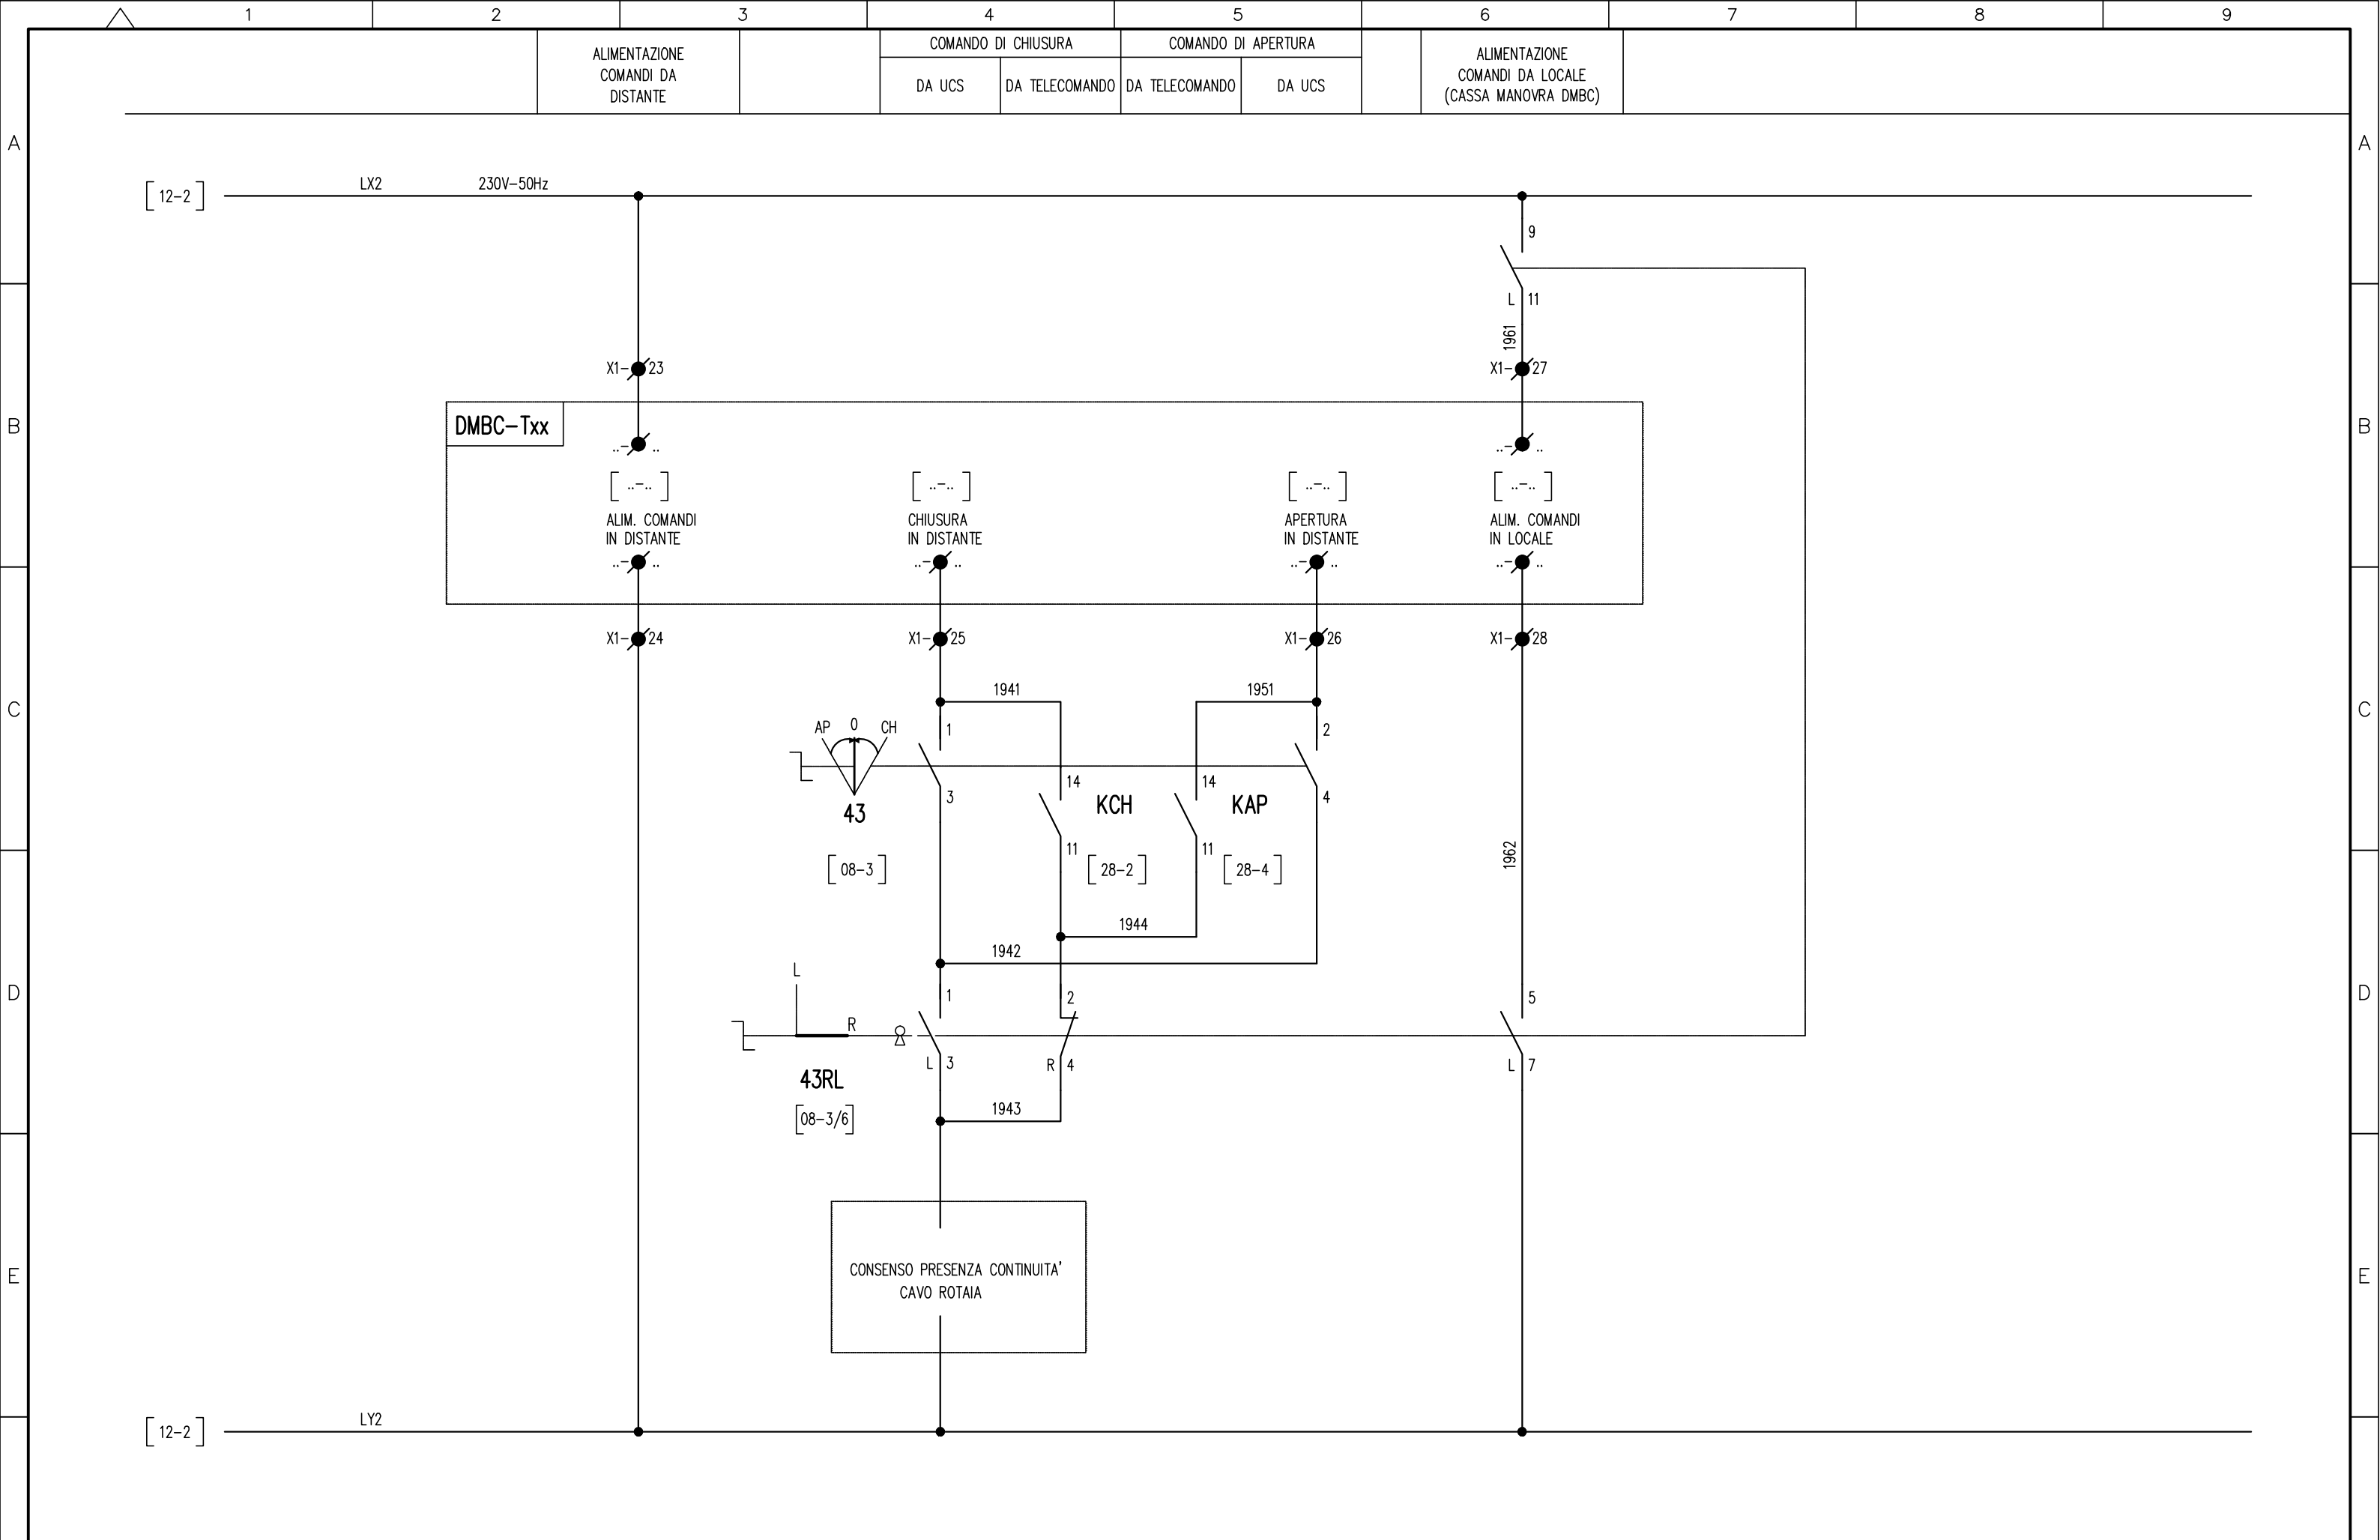 1 2 3 4 5 6 7 8 9
ALIMENTAZIONE
COMANDI DA
DISTANTE
COMANDO DI CHIUSURA
COMANDO DI APERTURA
DA UCS
DA TELECOMANDO
DA TELECOMANDO
DA UCS
ALIMENTAZIONE
COMANDI DA LOCALE
(CASSA MANOVRA DMBC)
A
A
12-2
LX2
230V-50Hz
9
L 11
1961
X1- 23
X1- 27
B
B
DMBC-Txx
..- ..
..- ..
..-..
..-..
..-..
..-..
ALIM. COMANDI
IN DISTANTE
CHIUSURA
IN DISTANTE
APERTURA
IN DISTANTE
ALIM. COMANDI
IN LOCALE
..- ..
..- ..
..- ..
..- ..
X1- 24
X1- 25
X1- 26
X1- 28
C
C
1941
1951
AP 0 CH
1
2
43
3
14
KCH
14
KAP
4
08-3
11
28-2
11
28-4
1962
1944
1942
D
D
L
R
1
2
5
L 3
R 4
L 7
43RL
08-3/6
1943
E
E
CONSENSO PRESENZA CONTINUITA'
CAVO ROTAIA
12-2
LY2